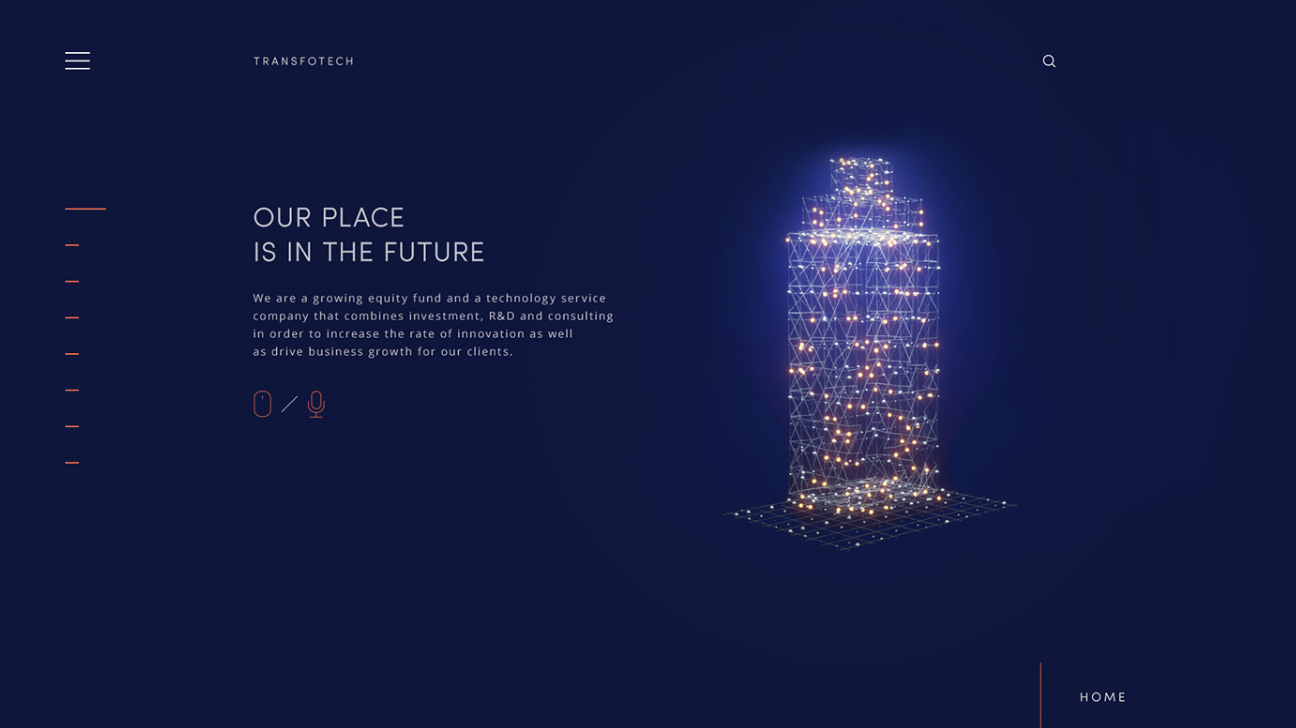 TRANSFOTECH
OUR PLACE
IS IN THE FUTURE
We are a growing equity fund and a technology service
company that combines investment, R&D and consulting
in order to increase the rate of innovation as well
as drive business growth for our clients.
HOME